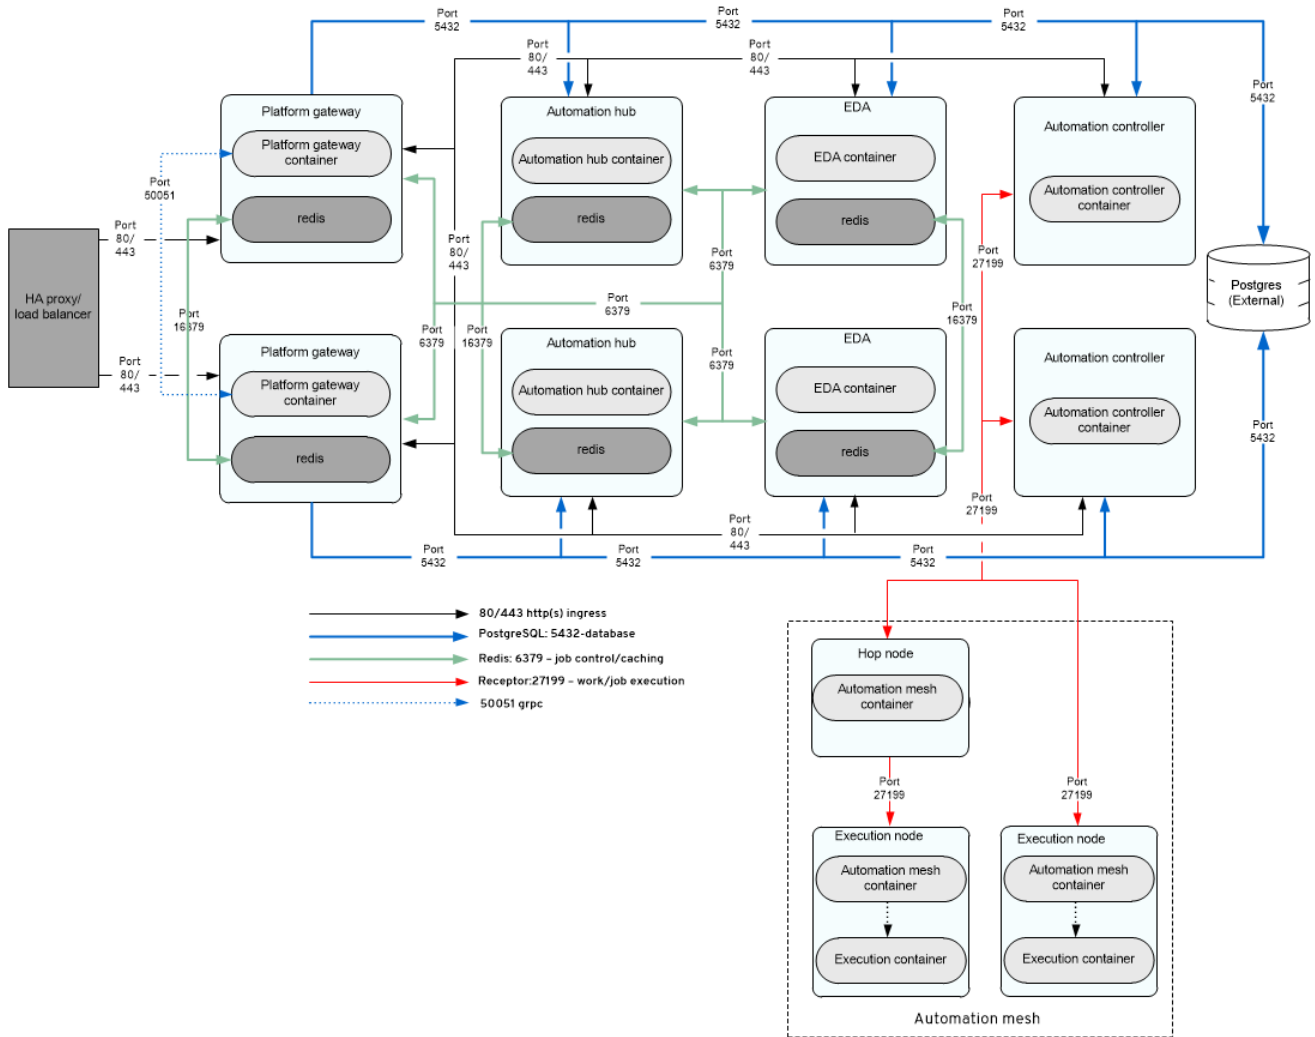 Port
5432
Port
5432
Port
5432
Port
80/
443
Port
80/
443
Port
5432
Platform gateway
Platform gateway
container
redis
Automation hub
Automation hub container
redis
EDA
EDA container
redis
Automation controller
Automation controller
container
Port
50051
Port
80/
443
Port
80/
443
Port
6379
Port
27199
HA proxy/
load balancer
Postgres
(External)
Port
16379
Port
6379
Port
6379
Port
16379
Port
16379
Port
6379
Port
80/
443
Platform gateway
Platform gateway
container
redis
Automation hub
Automation hub container
redis
EDA
EDA container
redis
Automation controller
Automation controller
container
Port
5432
Port
27199
Port
80/
443
Port
5432
Port
5432
Port
5432
Port
5432
80/443 http(s) ingress
PostgreSQL: 5432-database
Redis: 6379 – job control/caching
Receptor:27199 – work/job execution
50051 grpc
Hop node
Automation mesh
container
Port
27199
Port
27199
Execution node
Automation mesh
container
Execution container
Execution node
Automation mesh
container
Execution container
Automation mesh